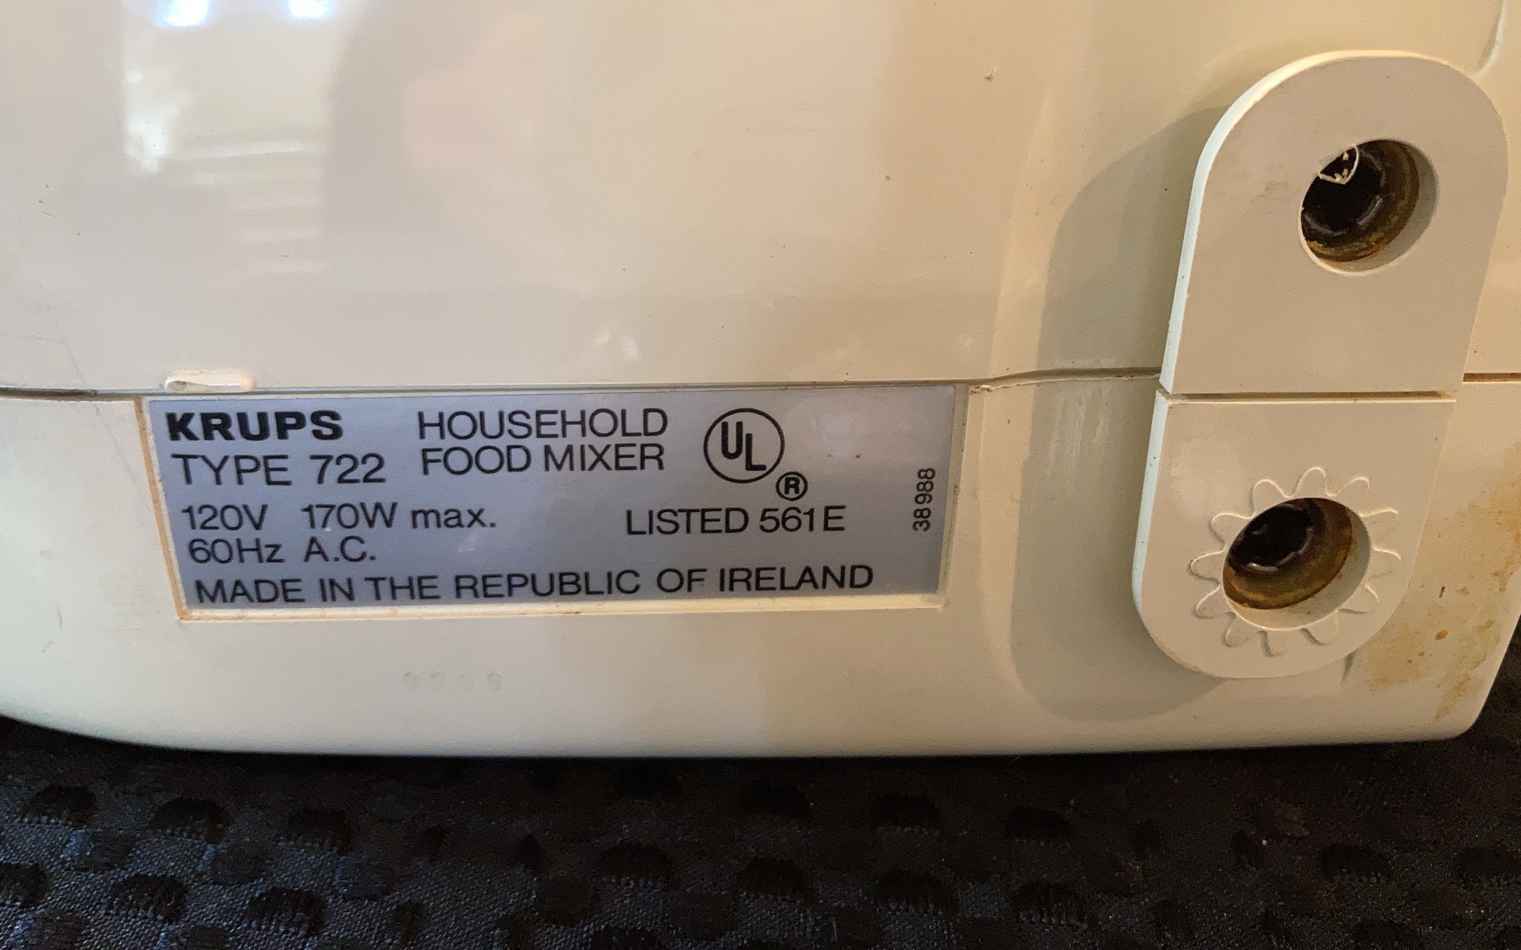 KRUPS
TYPE 722
HOUSEHOLD
FOOD MIXER
UL
®
120V 170W max.
60Hz A.C.
LISTED 561E
38988
MADE IN THE REPUBLIC OF IRELAND